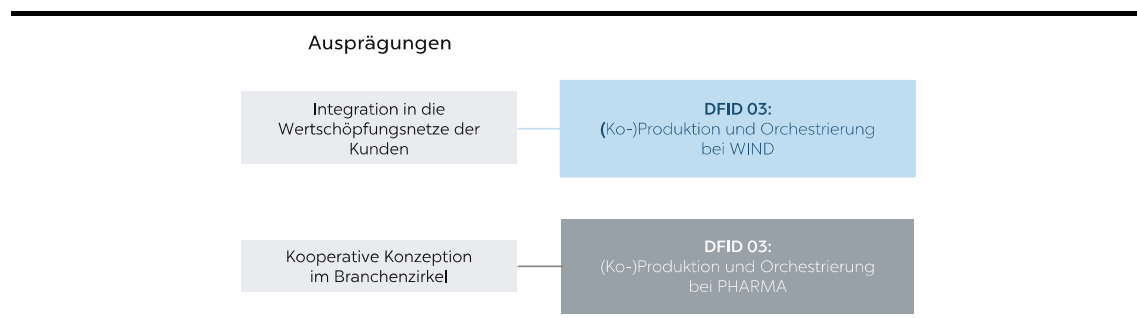 Ausprägungen
Integration in die
Wertschöpfungsnetze der
Kunden
DFID 03:
(Ko-)Produktion und Orchestrierung
bei WIND
Kooperative Konzeption
im Branchenzirkel
DFID 03:
(Ko-)Produktion und Orchestrierung
bei PHARMA